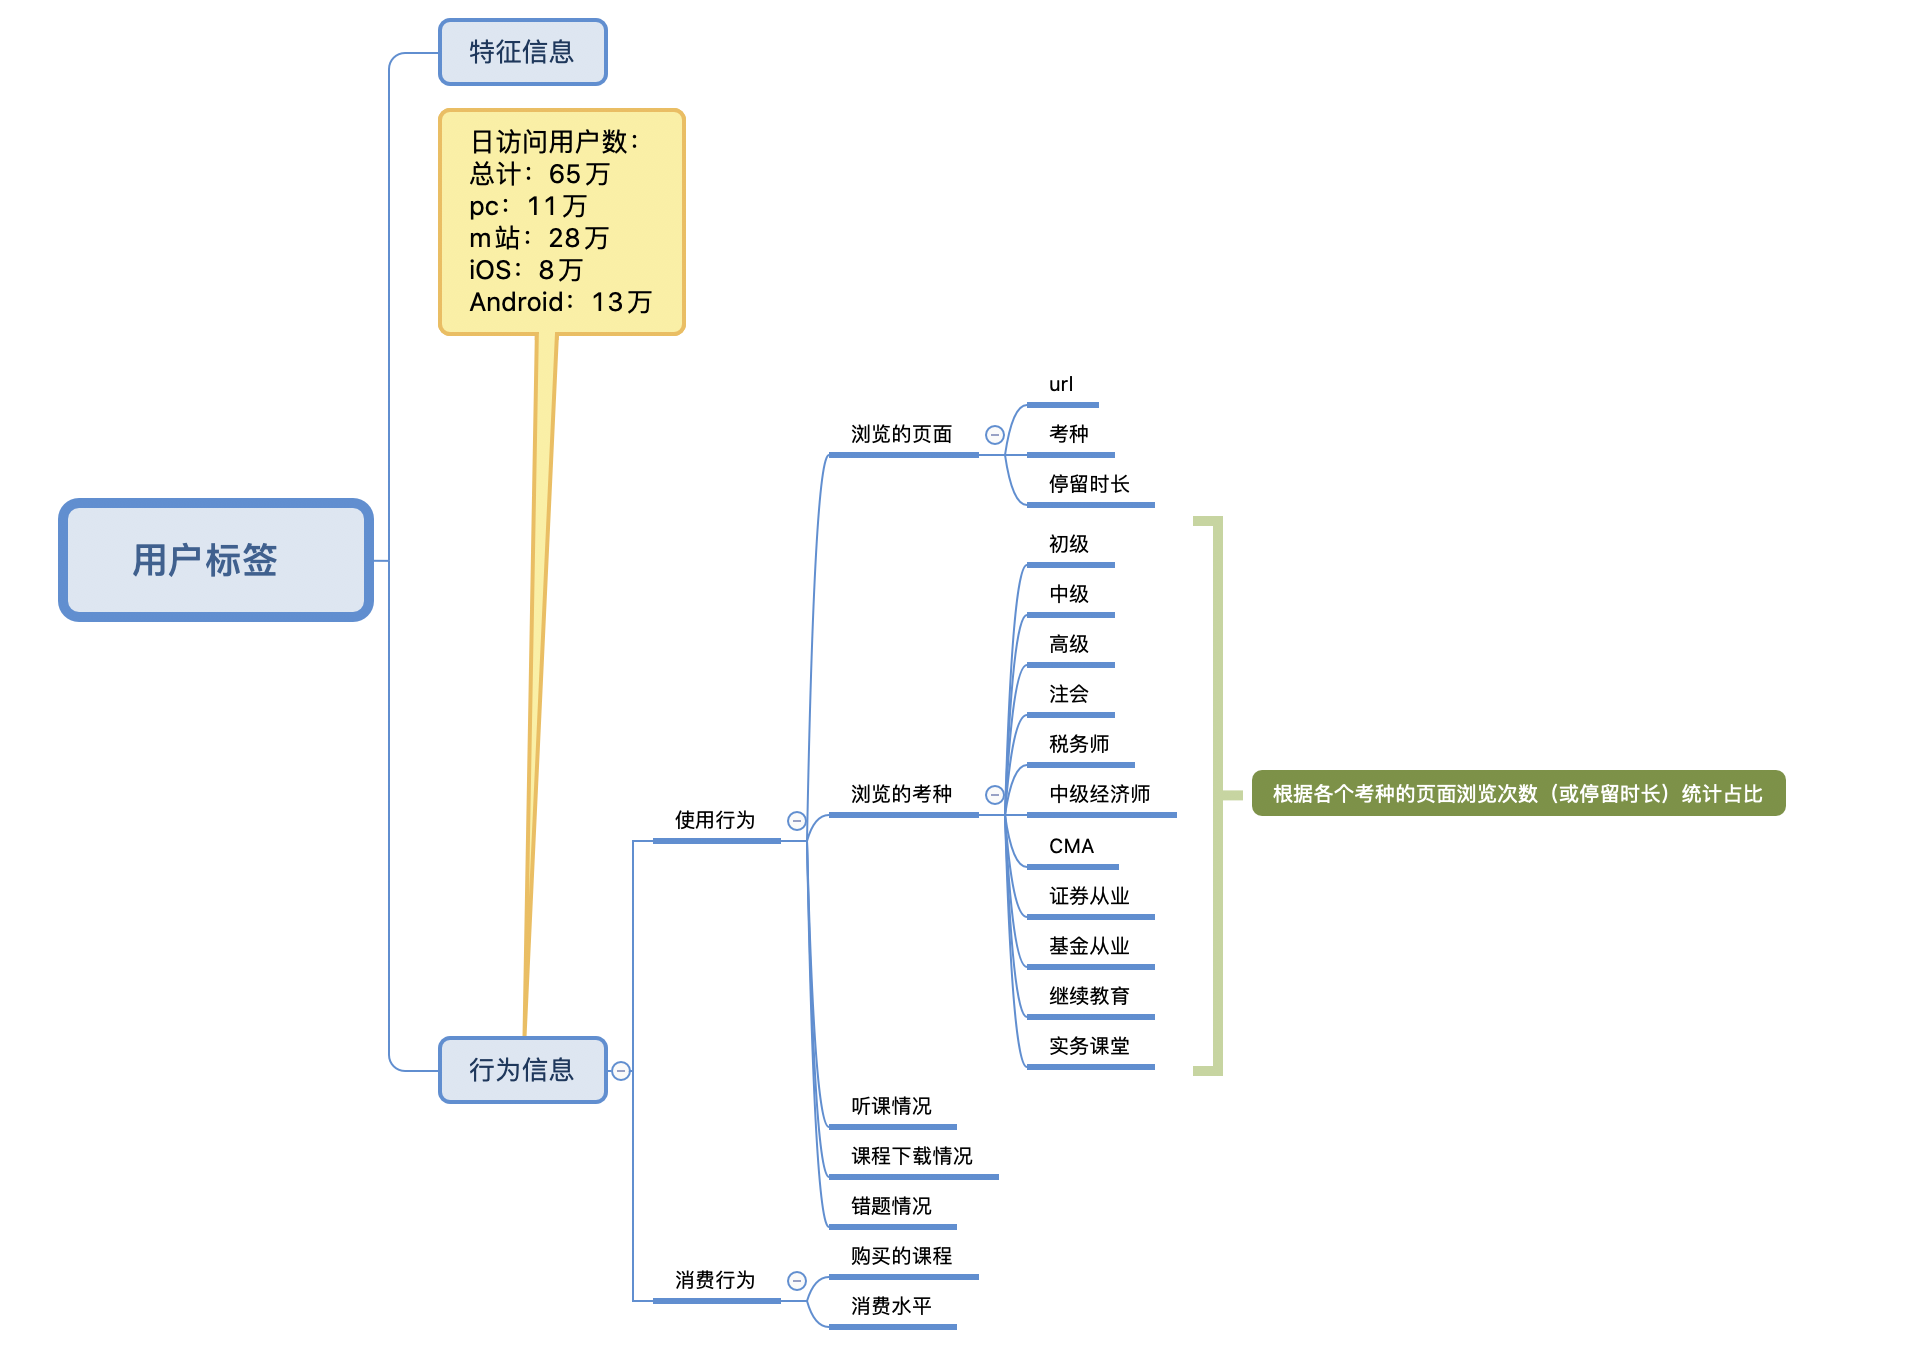 特征信息
日访问用户数：
总计：65万
pc：11万
m站：28万
iOS：8万
Android：13万
用户标签
行为信息
使用行为
浏览的页面
url
考种
停留时长
浏览的考种
初级
中级
高级
注会
税务师
中级经济师
CMA
证券从业
基金从业
继续教育
实务课堂
根据各个考种的页面浏览次数（或停留时长）统计占比
听课情况
课程下载情况
错题情况
消费行为
购买的课程
消费水平